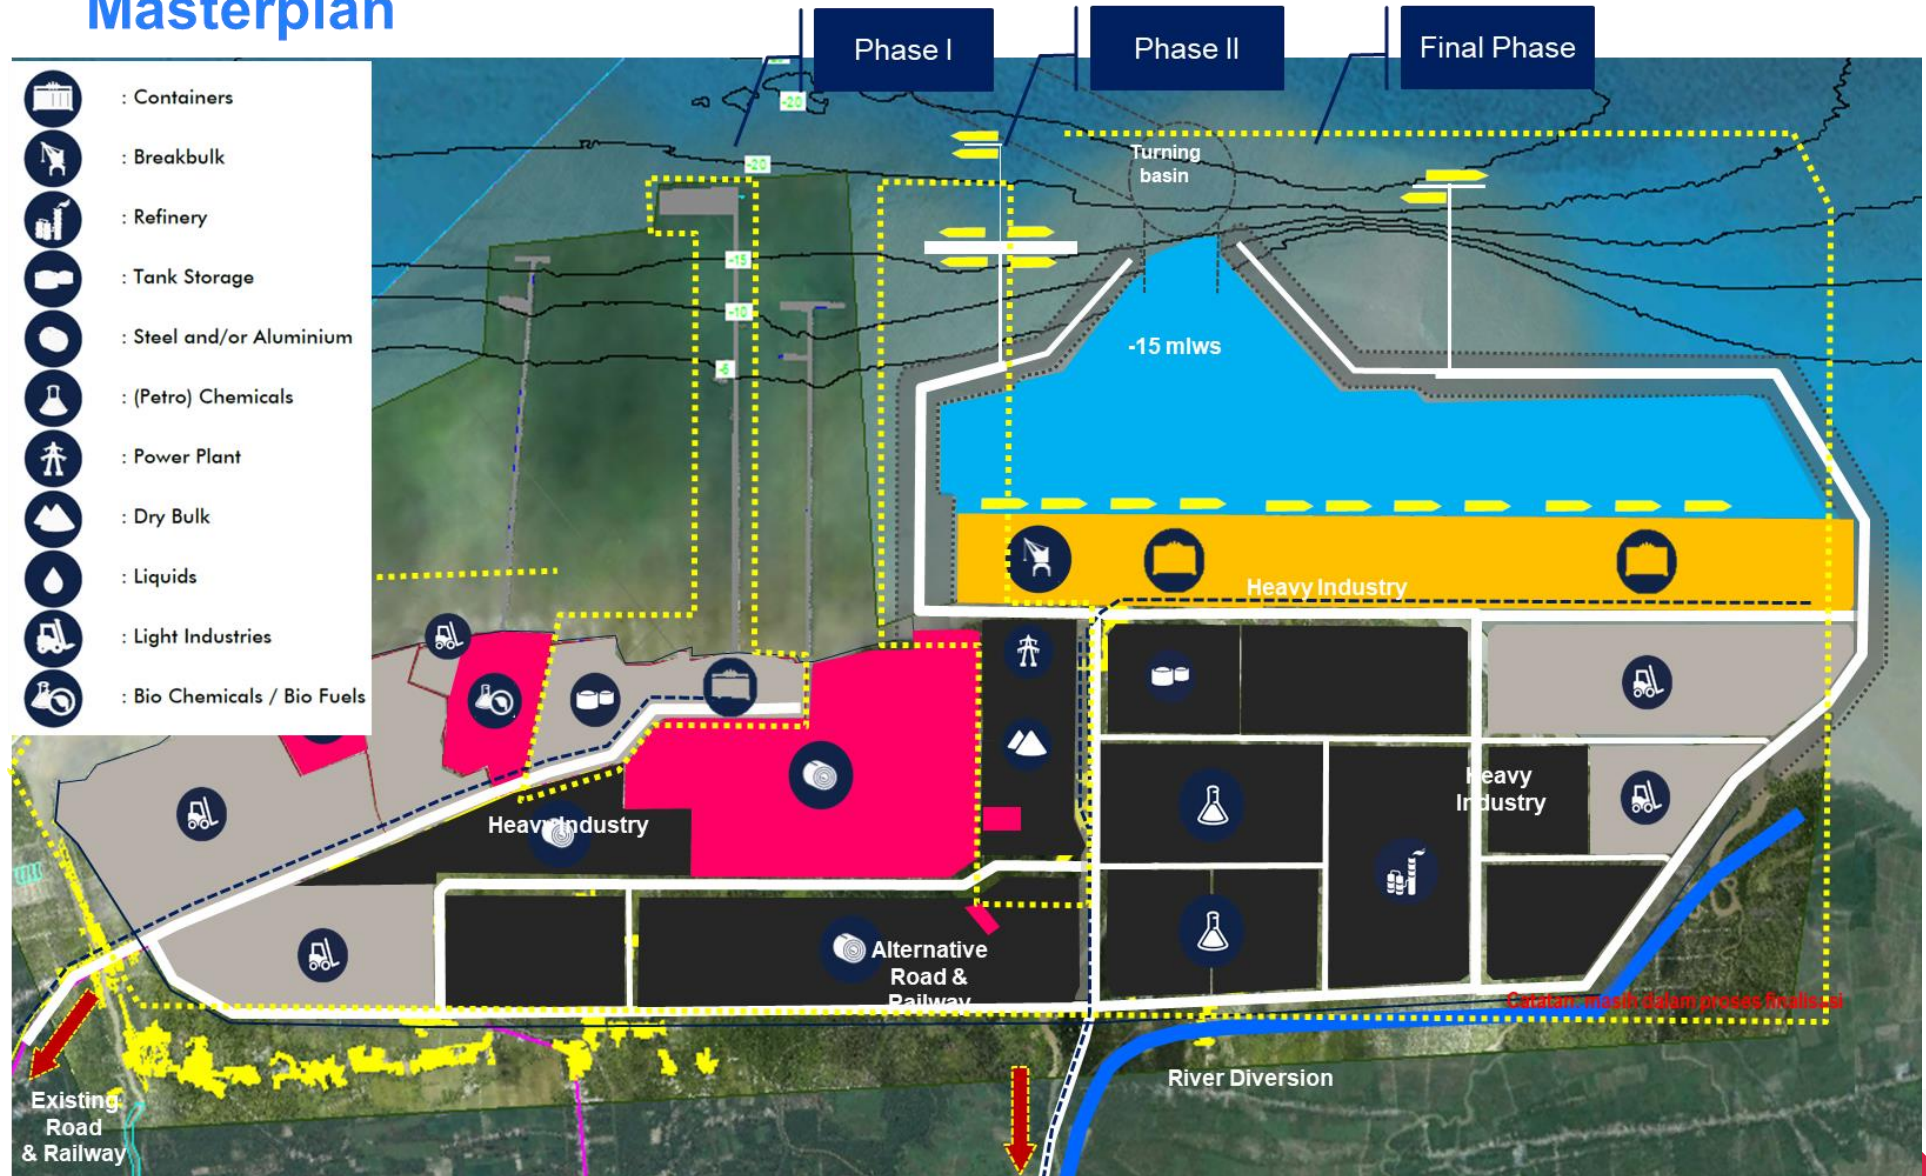 Masterplan
Phase I
Phase II
Final Phase
: Containers
: Breakbulk
: Refinery
: Tank Storage
: Steel and/or Aluminium
: (Petro) Chemicals
: Power Plant
: Dry Bulk
: Liquids
: Light Industries
: Bio Chemicals / Bio Fuels
-20
-20
-15
-10
-5
Turning
basin
-15 mlws
Heavy Industry
Heavy
Industry
Heavy Industry
Alternative
Road &
Railway
Catatan: masih dalam proses finalisasi
River Diversion
Existing
Road
& Railway